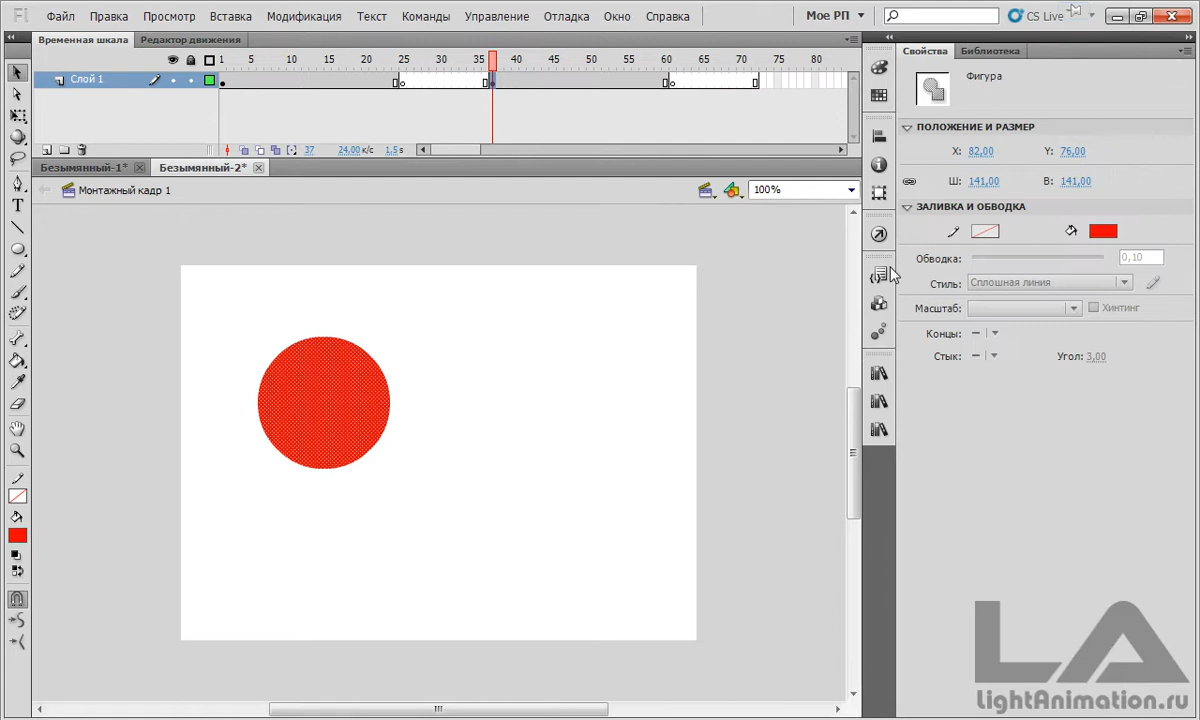 Fl Файл Правка Просмотр Вставка Модификация Текст Команды Управление Отладка Окно Справка Мое РП CS Live
Временная шкала Редактор движения
1 5 10 15 20 25 30 35 40 45 50 55 60 65 70 75 80
Слой 1
37 24,00 к/с 1,5 s
Безымянный-1* Безымянный-2*
Монтажный кадр 1 100%
Свойства Библиотека
Фигура
ПОЛОЖЕНИЕ И РАЗМЕР
X: 82,00 Y: 76,00
Ш: 141,00 В: 141,00
ЗАЛИВКА И ОБВОДКА
Обводка: 0,10
Стиль: Сплошная линия
Масштаб: Хинтинг
Концы:
Стык: Угол: 3,00
T
LA
LightAnimation.ru